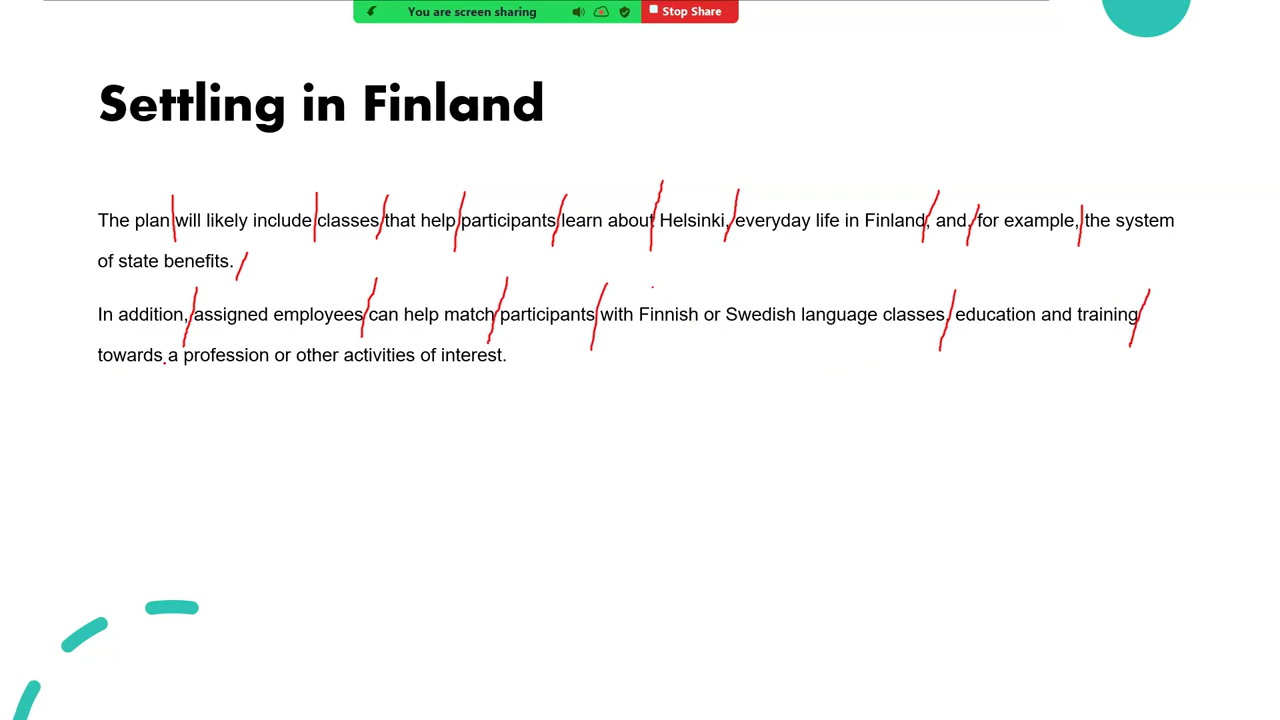 You are screen sharing
Stop Share
Settling in Finland
The plan will likely include classes that help participants learn about Helsinki, everyday life in Finland, and, for example, the system
of state benefits.
In addition, assigned employees can help match participants with Finnish or Swedish language classes, education and training
towards a profession or other activities of interest.